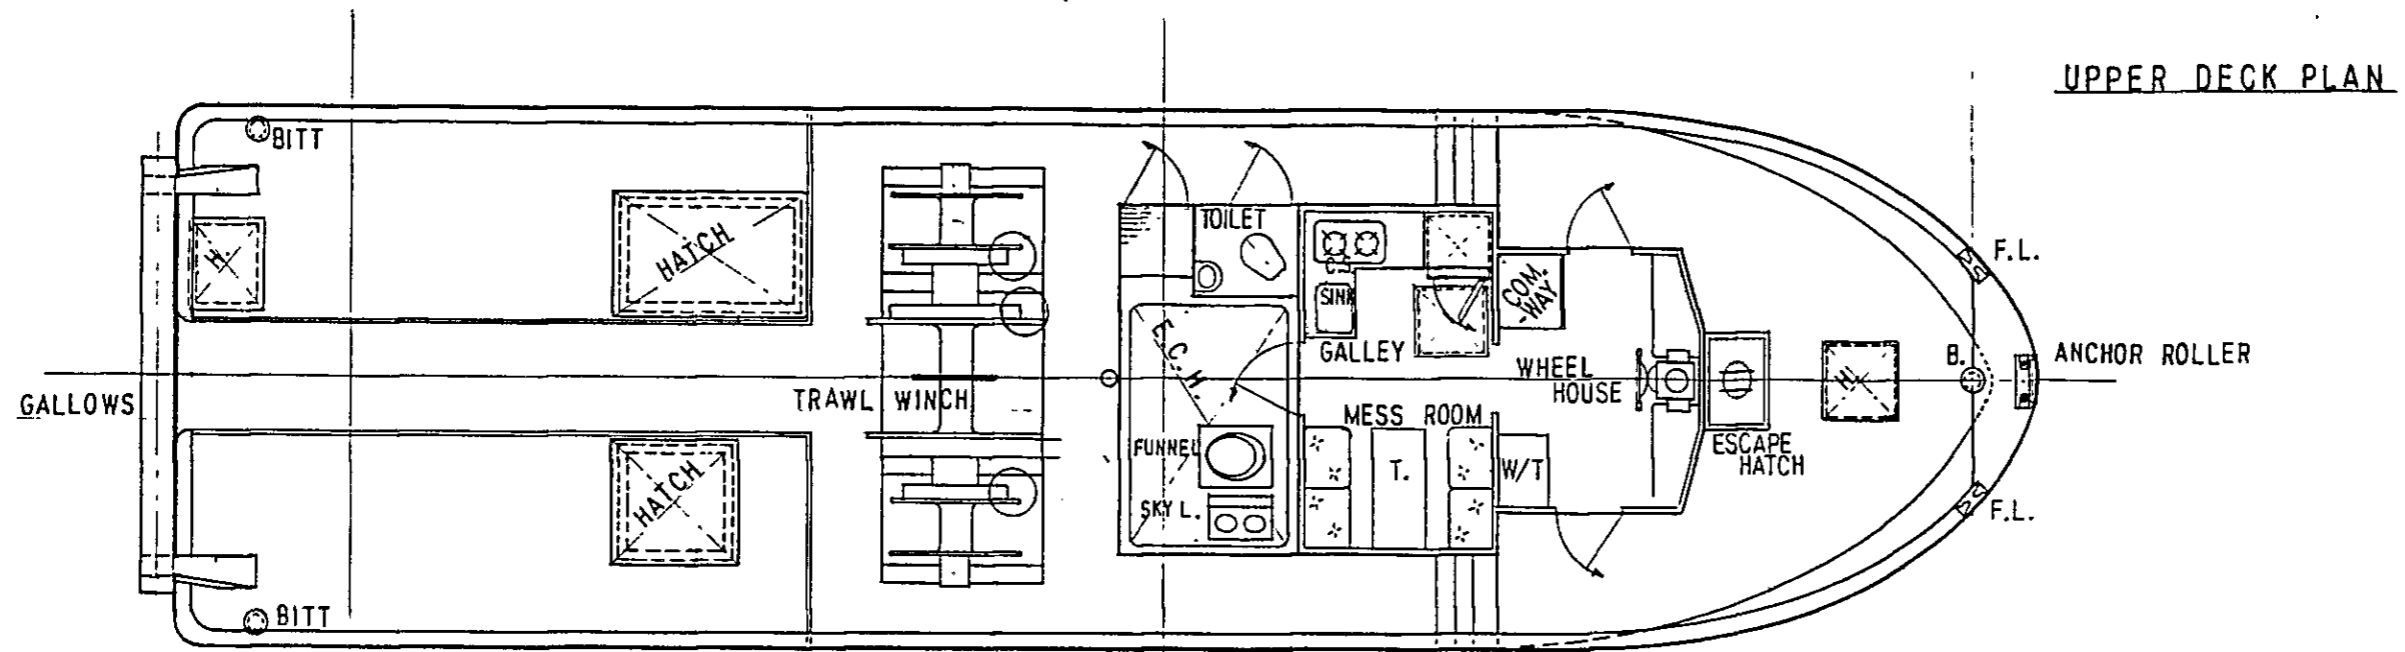 UPPER DECK PLAN
BITT
TOILET
HATCH
H.
F.L.
COM.
-WAY
SINK
E.C.H.
GALLEY
B.
ANCHOR ROLLER
WHEEL
HOUSE
H.
GALLOWS
TRAWL WINCH
MESS ROOM
FUNNEL
ESCAPE
HATCH
T.
W/T
HATCH
SKY L.
F.L.
BITT